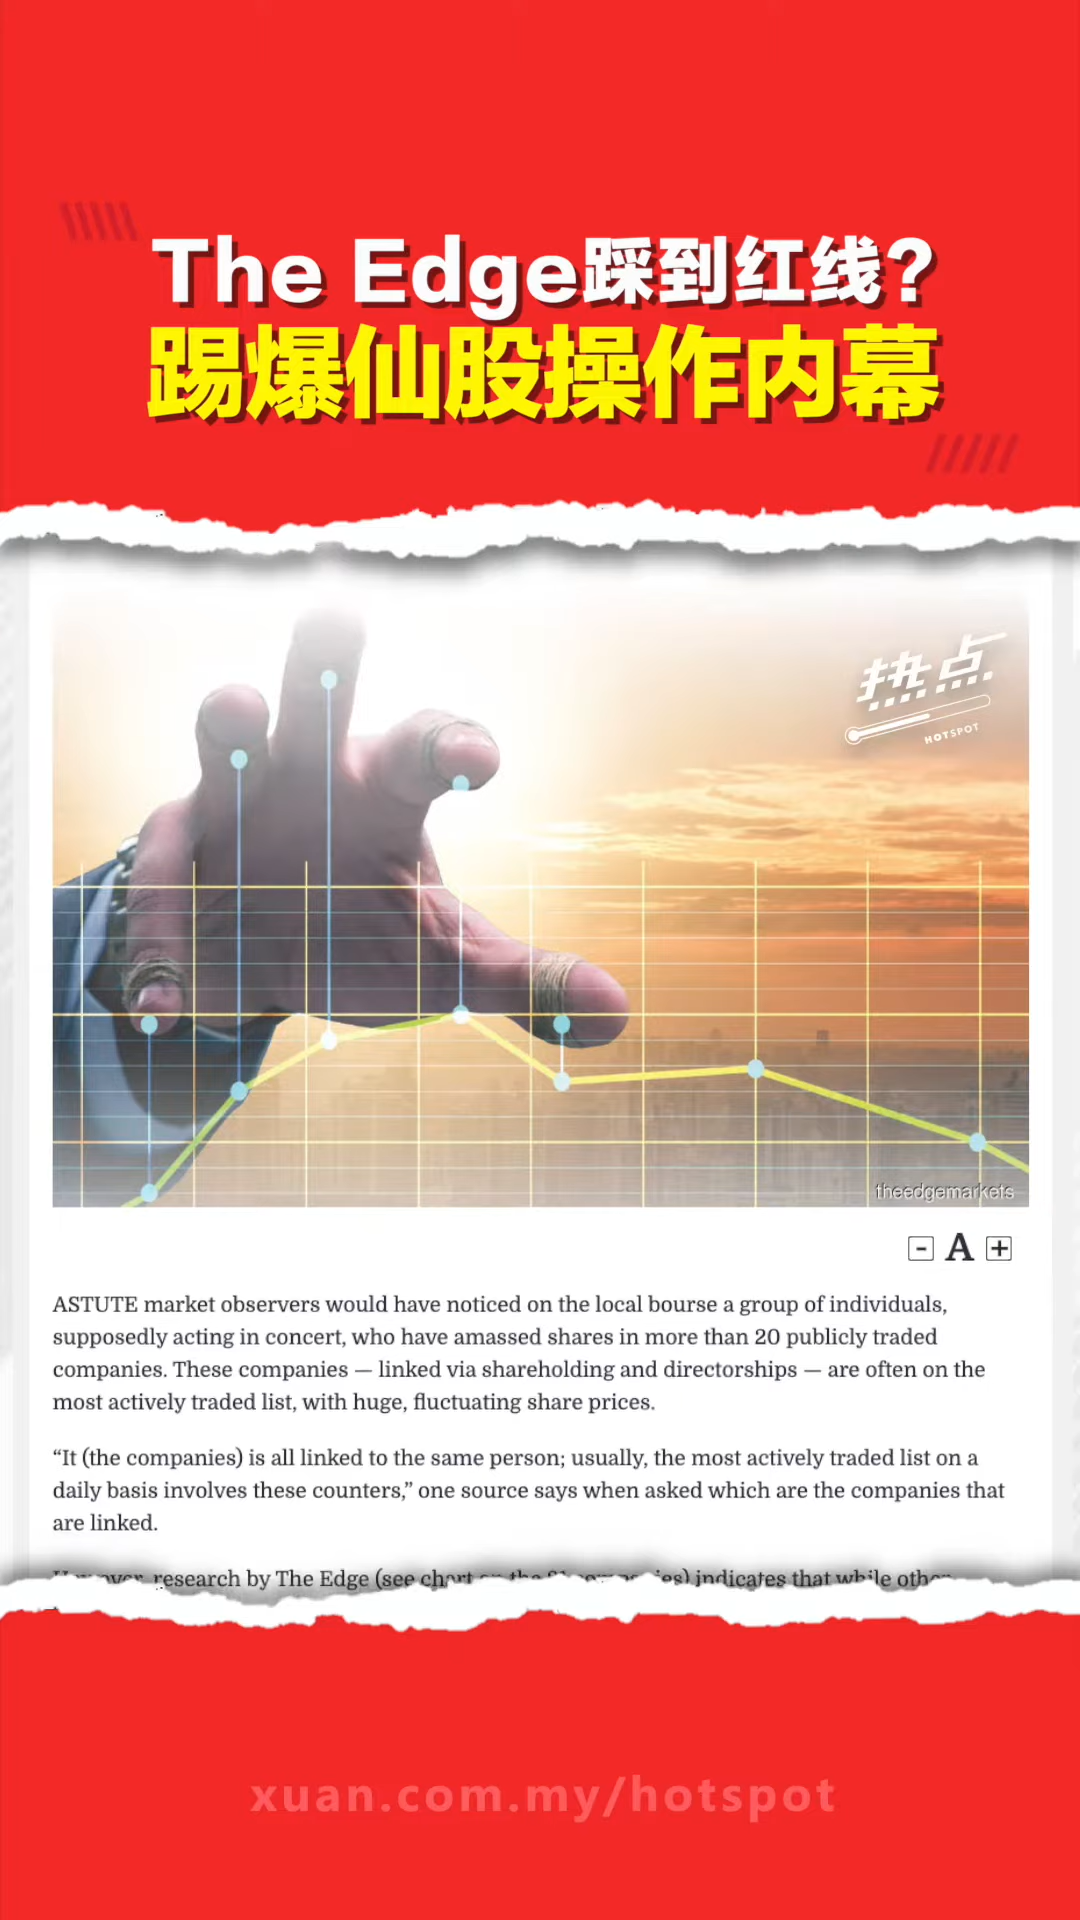 The Edge踩到红线?
踢爆仙股操作内幕
热点
HOTSPOT
theedgemarkets
- A +
ASTUTE market observers would have noticed on the local bourse a group of individuals,
supposedly acting in concert, who have amassed shares in more than 20 publicly traded
companies. These companies — linked via shareholding and directorships — are often on the
most actively traded list, with huge, fluctuating share prices.
“It (the companies) is all linked to the same person; usually, the most actively traded list on a
daily basis involves these counters,” one source says when asked which are the companies that
are linked.
research by The Edge (see chart on the indicates that while
xuan.com.my/hotspot